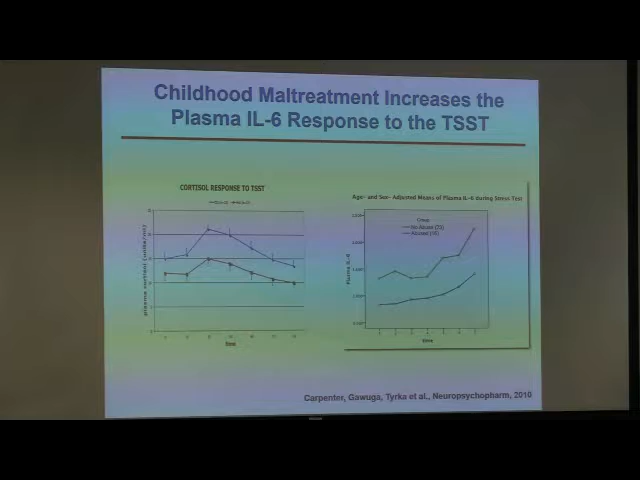 Childhood Maltreatment Increases the
Plasma IL-6 Response to the TSST
CORTISOL RESPONSE TO TSST
Time
Age- and Sex- Adjusted Means of Plasma IL-6 during Stress Test
No Abuse
Abused
Plasma IL-6
time
Carpenter, Gawuga, Tyrka et al., Neuropsychopharm, 2010